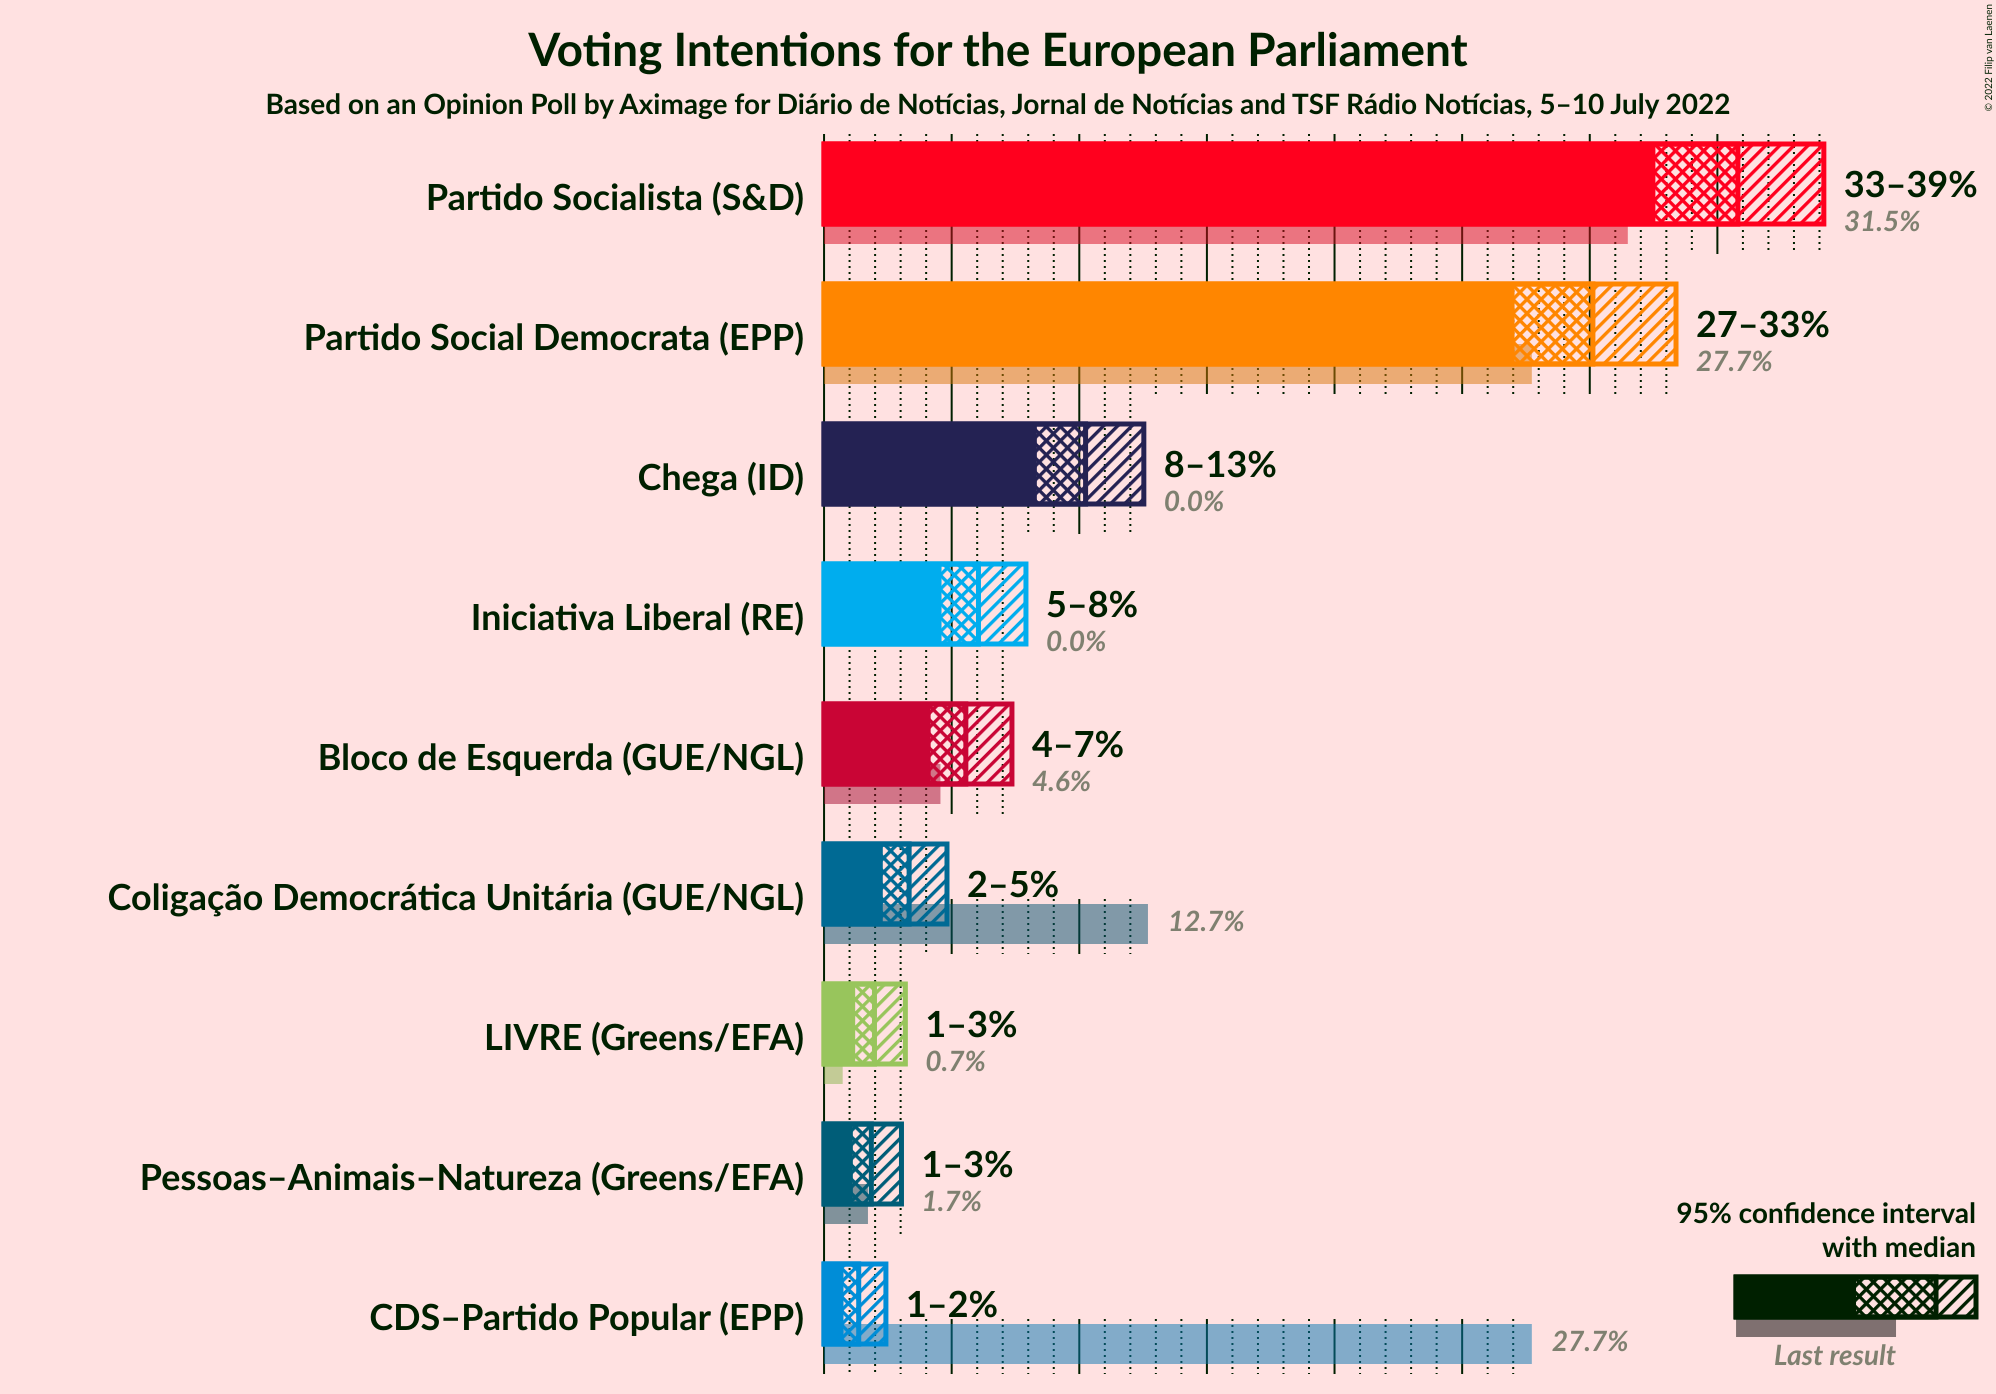 Voting Intentions for the European Parliament
Based on an Opinion Poll by Aximage for Diário de Notícias, Jornal de Notícias and TSF Rádio Notícias, 5–10 July 2022
© 2022 Filip van Laenen
Partido Socialista (S&D)
33–39%
31.5%
Partido Social Democrata (EPP)
27–33%
27.7%
Chega (ID)
8–13%
0.0%
Iniciativa Liberal (RE)
5–8%
0.0%
Bloco de Esquerda (GUE/NGL)
4–7%
4.6%
Coligação Democrática Unitária (GUE/NGL)
2–5%
12.7%
LIVRE (Greens/EFA)
1–3%
0.7%
Pessoas–Animais–Natureza (Greens/EFA)
1–3%
1.7%
CDS–Partido Popular (EPP)
1–2%
27.7%
95% confidence interval
with median
Last result